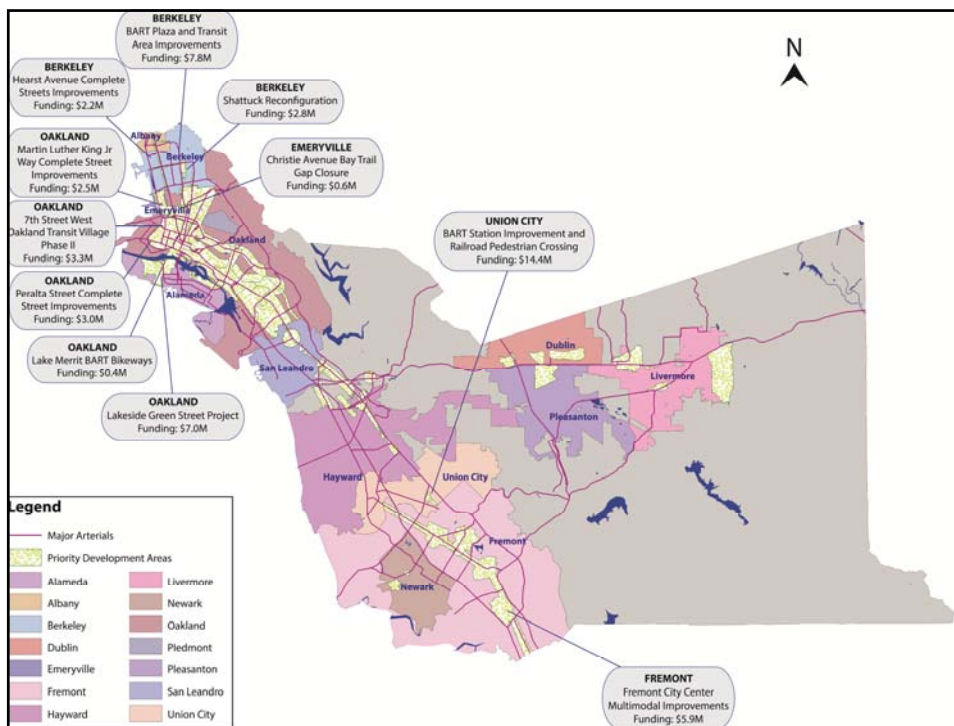 BERKELEY
BART Plaza and Transit
Area Improvements
Funding: $7.8M
BERKELEY
Hearst Avenue Complete
Streets Improvements
Funding: $2.2M
BERKELEY
Shattuck Reconfiguration
Funding: $2.8M
OAKLAND
Martin Luther King Jr
Way Complete Street
Improvements
Funding: $2.5M
EMERYVILLE
Christie Avenue Bay Trail
Gap Closure
Funding: $0.6M
OAKLAND
7th Street West
Oakland Transit Village
Phase II
Funding: $3.3M
UNION CITY
BART Station Improvement and
Railroad Pedestrian Crossing
Funding: $14.4M
OAKLAND
Peralta Street Complete
Street Improvements
Funding: $3.0M
OAKLAND
Lake Merrit BART Bikeways
Funding: $0.4M
OAKLAND
Lakeside Green Street Project
Funding: $7.0M
N
Albany
Berkeley
Emeryville
Oakland
Alameda
San Leandro
Dublin
Livermore
Pleasanton
Hayward
Union City
Fremont
Newark
FREMONT
Fremont City Center
Multimodal Improvements
Funding: $5.9M
Legend
Major Arterials
Priority Development Areas
Alameda
Albany
Berkeley
Dublin
Emeryville
Fremont
Hayward
Livermore
Newark
Oakland
Piedmont
Pleasanton
San Leandro
Union City